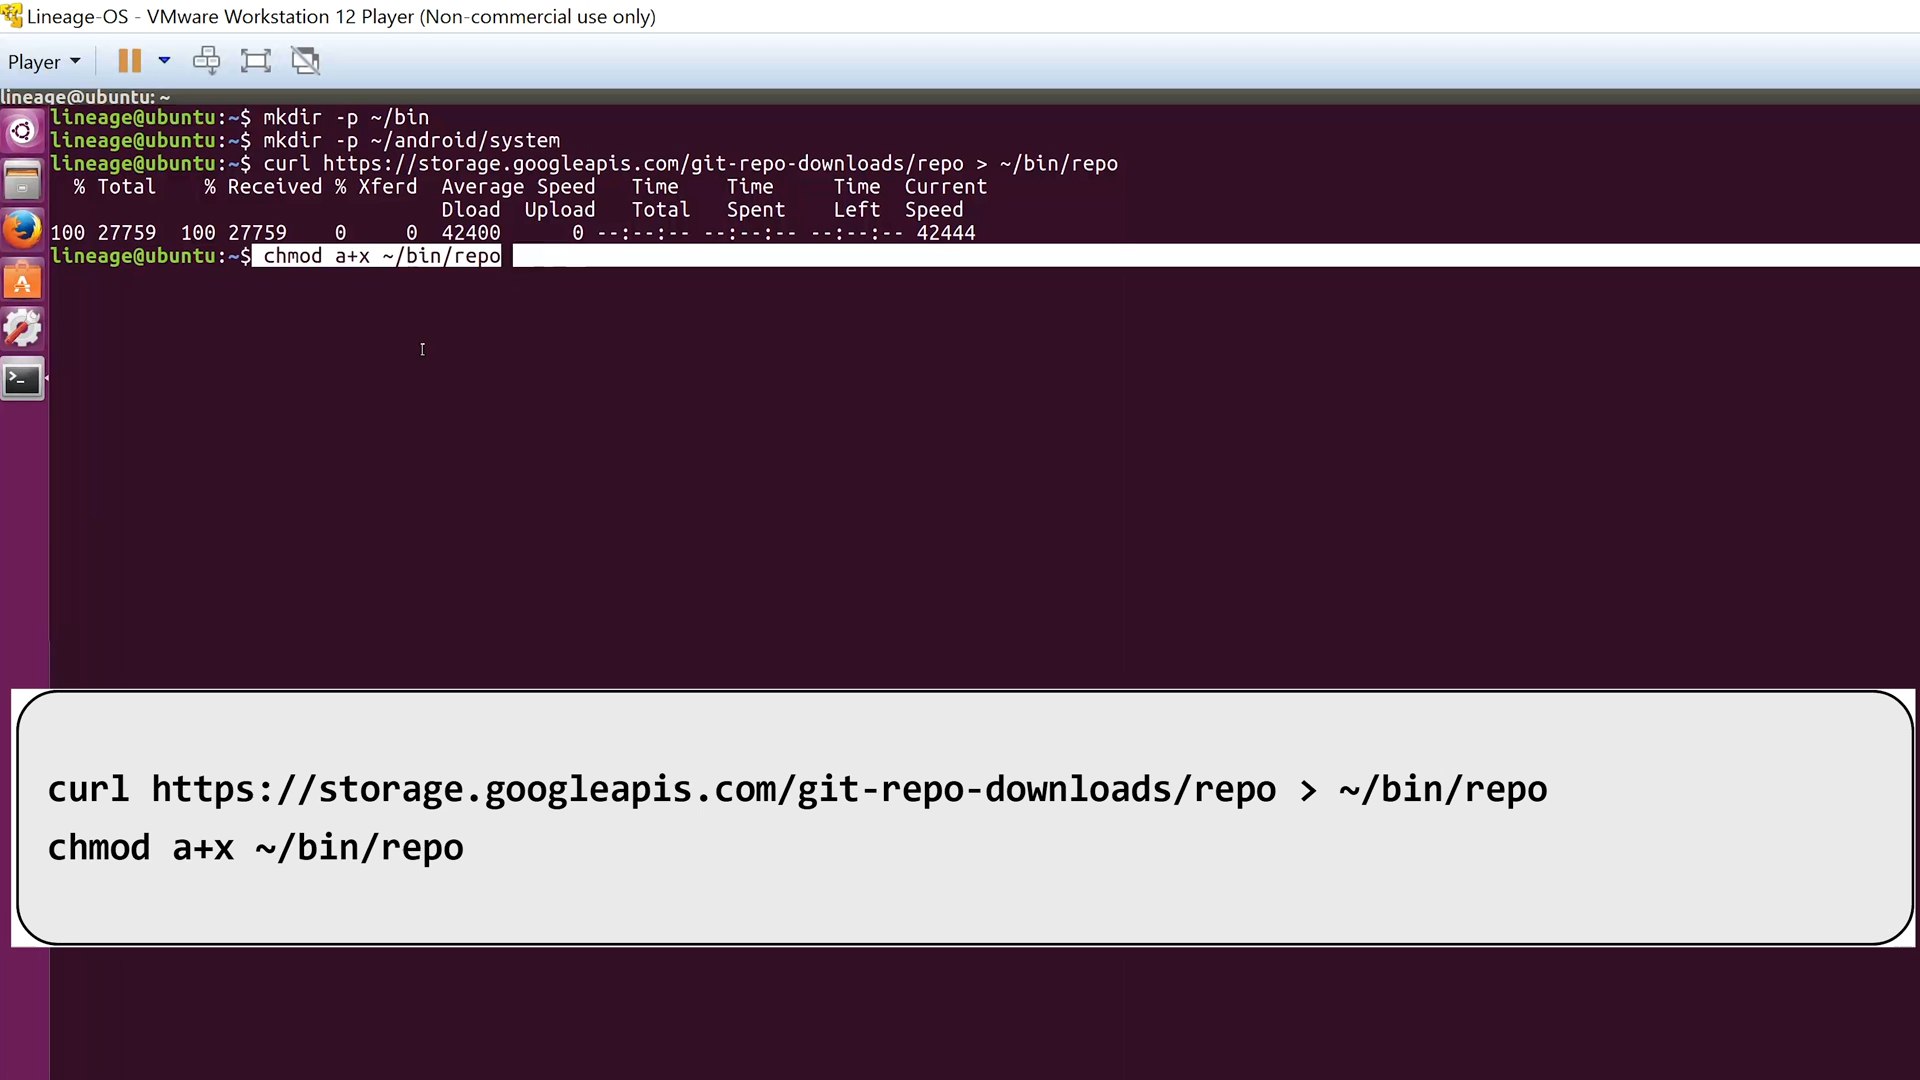 Lineage-OS - VMware Workstation 12 Player (Non-commercial use only)
Player
lineage@ubuntu: ~
lineage@ubuntu:~$ mkdir -p ~/bin
lineage@ubuntu:~$ mkdir -p ~/android/system
lineage@ubuntu:~$ curl https://storage.googleapis.com/git-repo-downloads/repo > ~/bin/repo
% Total % Received % Xferd Average Speed Time Time Time Current
Dload Upload Total Spent Left Speed
100 27759 100 27759 0 0 42400 0 --:--:-- --:--:-- --:--:-- 42444
lineage@ubuntu:~$ chmod a+x ~/bin/repo
curl https://storage.googleapis.com/git-repo-downloads/repo > ~/bin/repo
chmod a+x ~/bin/repo